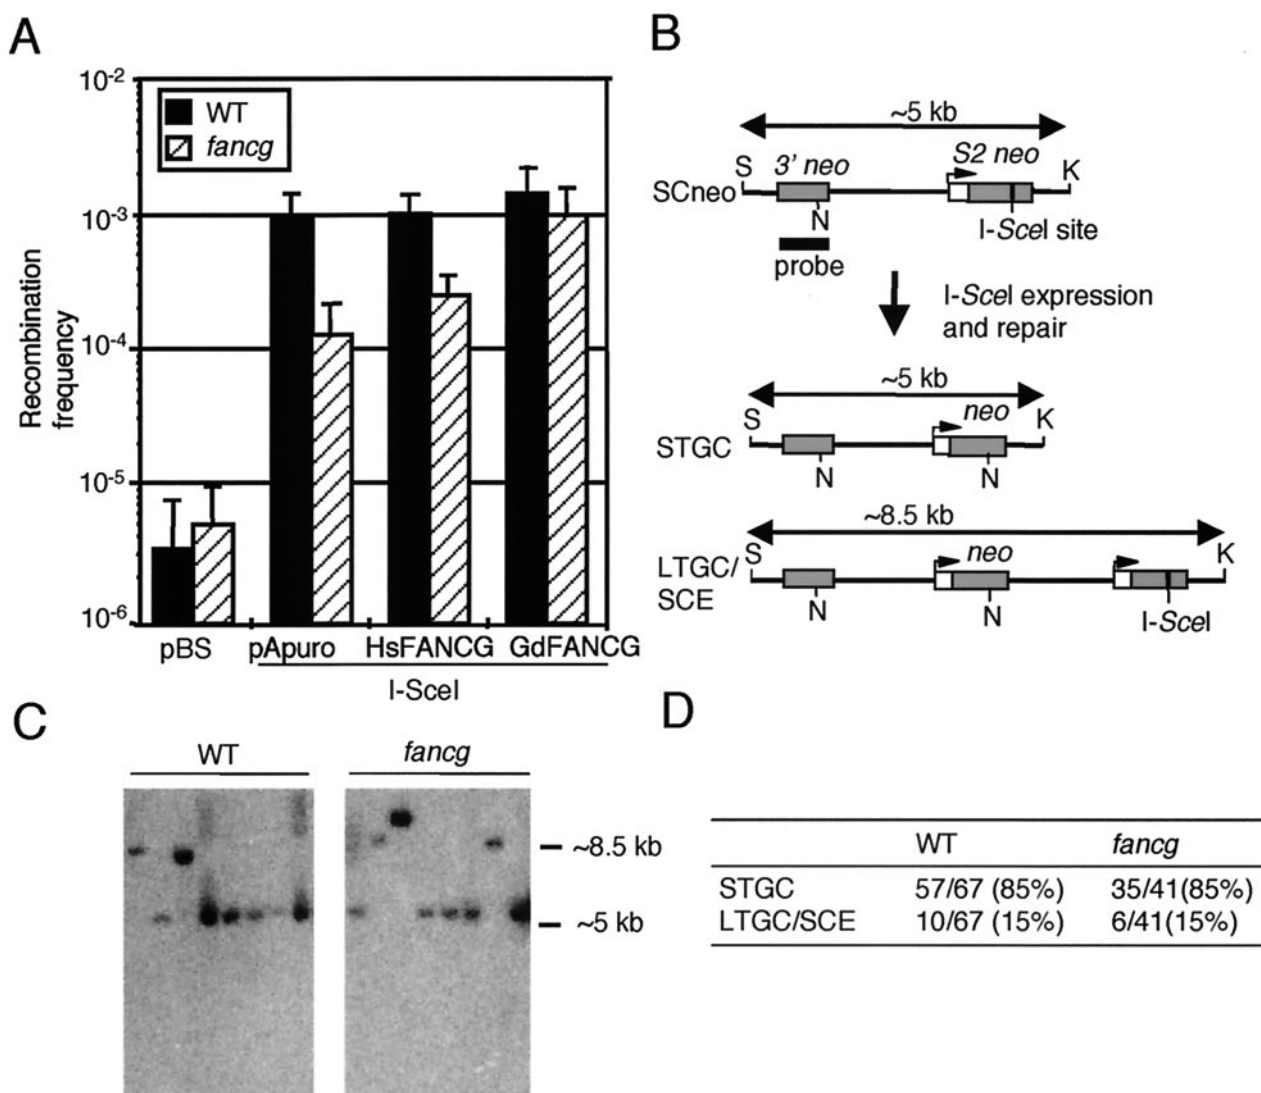 A
10-2
10-3
10-4
10-5
10-6
Recombination
frequency
WT
fancg
pBS
pApuro
HsFANCG
GdFANCG
I-SceI
B
~5 kb
S
3' neo
S2 neo
K
SCneo
N
I-SceI site
probe
I-SceI expression
and repair
~5 kb
S
neo
K
STGC
N
N
~8.5 kb
S
neo
K
LTGC/
SCE
N
N
I-SceI
C
WT
fancg
~8.5 kb
~5 kb
D
WT fancg
STGC 57/67 (85%) 35/41(85%)
LTGC/SCE 10/67 (15%) 6/41(15%)